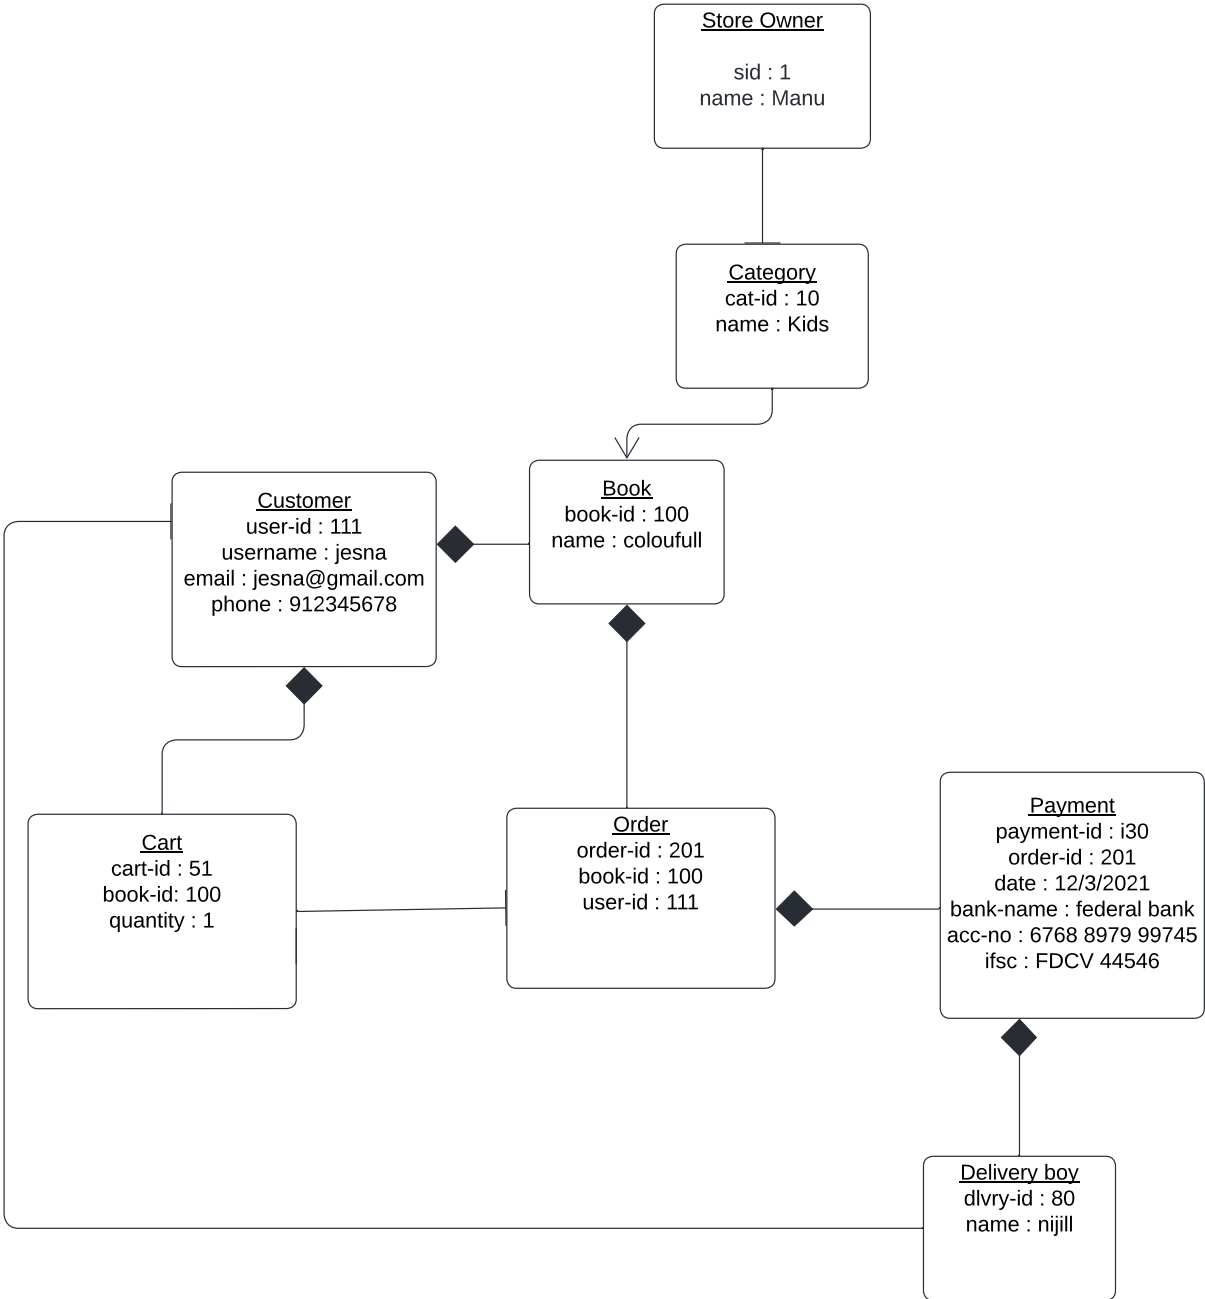 Store Owner
sid : 1
name : Manu
Category
cat-id : 10
name : Kids
Book
book-id : 100
name : coloufull
Customer
user-id : 111
username : jesna
email : jesna@gmail.com
phone : 912345678
Cart
cart-id : 51
book-id: 100
quantity : 1
Order
order-id : 201
book-id : 100
user-id : 111
Payment
payment-id : i30
order-id : 201
date : 12/3/2021
bank-name : federal bank
acc-no : 6768 8979 99745
ifsc : FDCV 44546
Delivery boy
dlvry-id : 80
name : nijill